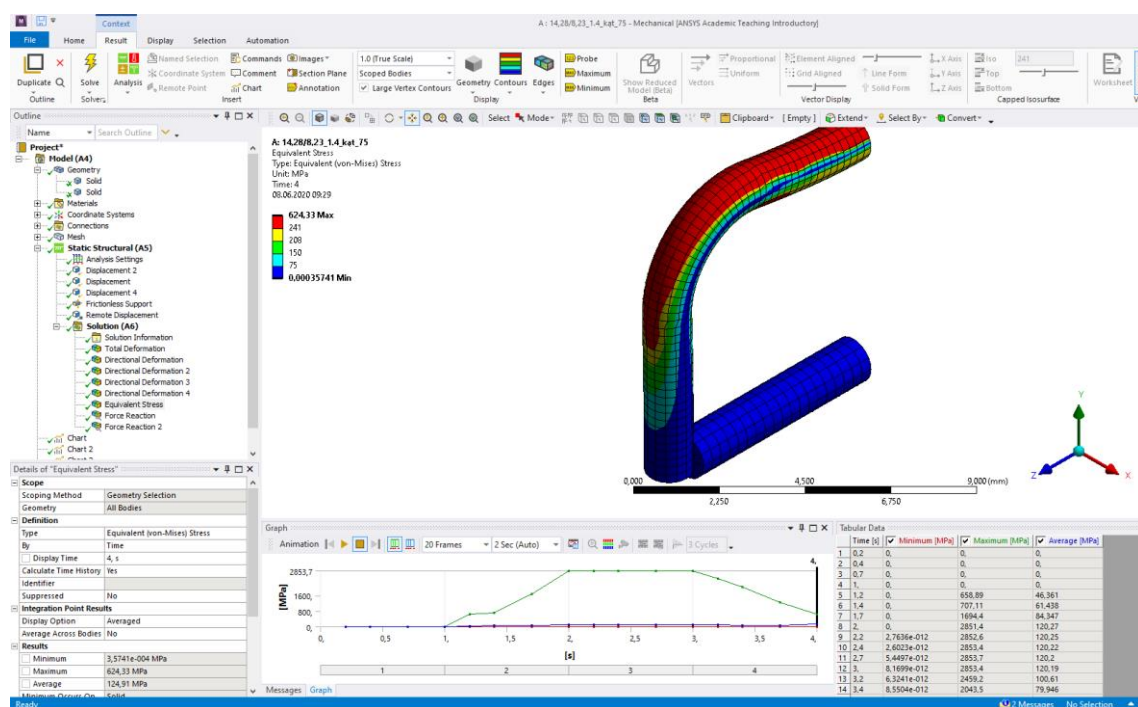 Context
A : 14,28/8,23_1.4_kąt_75 - Mechanical [ANSYS Academic Teaching Introductory]
File Home Result Display Selection Automation
Duplicate Q
Outline
Solve
Solver
Analysis
Named Selection
Coordinate System
Remote Point
Commands
Comment
Chart
Images
Section Plane
Annotation
Insert
1.0 (True Scale)
Scoped Bodies
Large Vertex Contours
Geometry Contours Edges
Display
Probe
Maximum
Minimum
Show Reduced
Model (Beta)
Beta
Vectors
Proportional
Uniform
Element Aligned
Grid Aligned
Line Form
Solid Form
X Axis
Y Axis
Z Axis
Vector Display
Iso
Top
Bottom
241
Capped Isosurface
Worksheet
Outline
Name Search Outline
Select Mode Clipboard [ Empty ] Extend Select By Convert
Project*
Model (A4)
Geometry
Solid
Solid
Materials
Coordinate Systems
Connections
Mesh
Static Structural (A5)
Analysis Settings
Displacement 2
Displacement
Displacement 4
Frictionless Support
Remote Displacement
Solution (A6)
Solution Information
Total Deformation
Directional Deformation
Directional Deformation 2
Directional Deformation 3
Directional Deformation 4
Equivalent Stress
Force Reaction
Force Reaction 2
Chart
Chart 2
A: 14,28/8,23_1.4_kąt_75
Equivalent Stress
Type: Equivalent (von-Mises) Stress
Unit: MPa
Time: 4
08.06.2020 09:29
624,33 Max
241
208
150
75
0,00035741 Min
0,000 4,500 9,000 (mm)
2,250 6,750
Y
Z X
Details of "Equivalent Stress"
Scope
Scoping Method Geometry Selection
Geometry All Bodies
Definition
Type Equivalent (von-Mises) Stress
By Time
Display Time 4, s
Calculate Time History Yes
Identifier
Suppressed No
Integration Point Results
Display Option Averaged
Average Across Bodies No
Results
Minimum 3,5741e-004 MPa
Maximum 624,33 MPa
Average 124,91 MPa
Minimum Occurs On Solid
Graph
Animation 20 Frames 2 Sec (Auto) 3 Cycles
4,
2853,7
1600,
800,
0,
[MPa]
0, 0,5 1, 1,5 2, 2,5 3, 3,5 4,
[s]
1 2 3 4
Messages Graph
Tabular Data
Time [s] Minimum [MPa] Maximum [MPa] Average [MPa]
1 0,2 0, 0, 0,
2 0,4 0, 0, 0,
3 0,7 0, 0, 0,
4 1, 0, 0, 0,
5 1,2 0, 658,89 46,361
6 1,4 0, 707,11 61,438
7 1,7 0, 1694,4 84,347
8 2, 0, 2851,4 120,27
9 2,2 2,7636e-012 2852,6 120,25
10 2,4 2,6023e-012 2853,4 120,22
11 2,7 5,4497e-012 2853,7 120,2
12 3, 8,1699e-012 2853,4 120,19
13 3,2 6,3241e-012 2459,2 100,61
14 3,4 8,5504e-012 2043,5 79,946
Ready
2 Messages No Selection